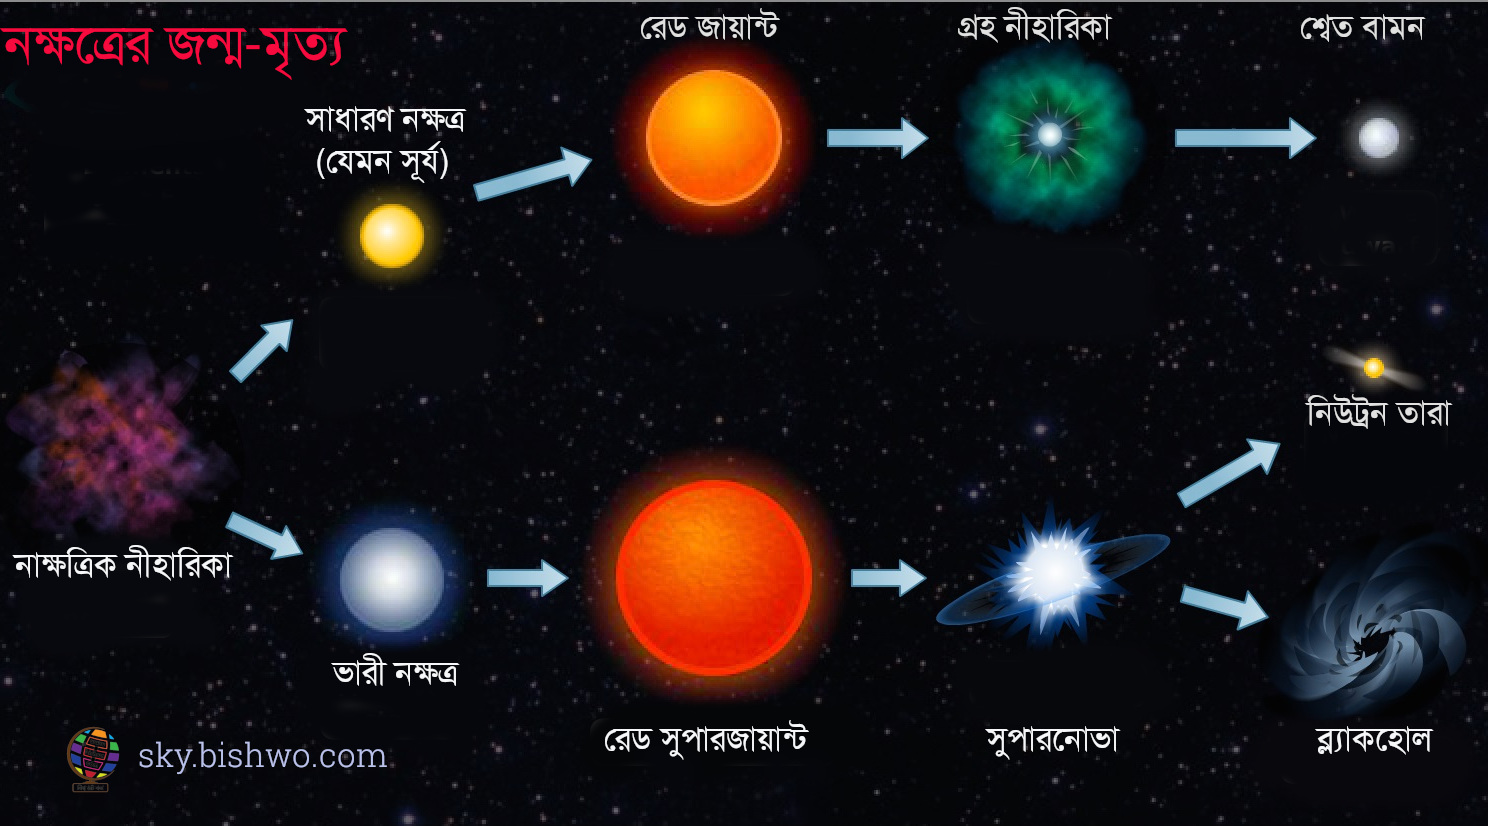 নক্ষত্রের জন্ম-মৃত্য
রেড জায়ান্ট
গ্রহ নীহারিকা
শ্বেত বামন
সাধারণ নক্ষত্র
(যেমন সূর্য)
নিউট্রন তারা
নাক্ষত্রিক নীহারিকা
ভারী নক্ষত্র
রেড সুপারজায়ান্ট
সুপারনোভা
ব্ল্যাকহোল
sky.bishwo.com